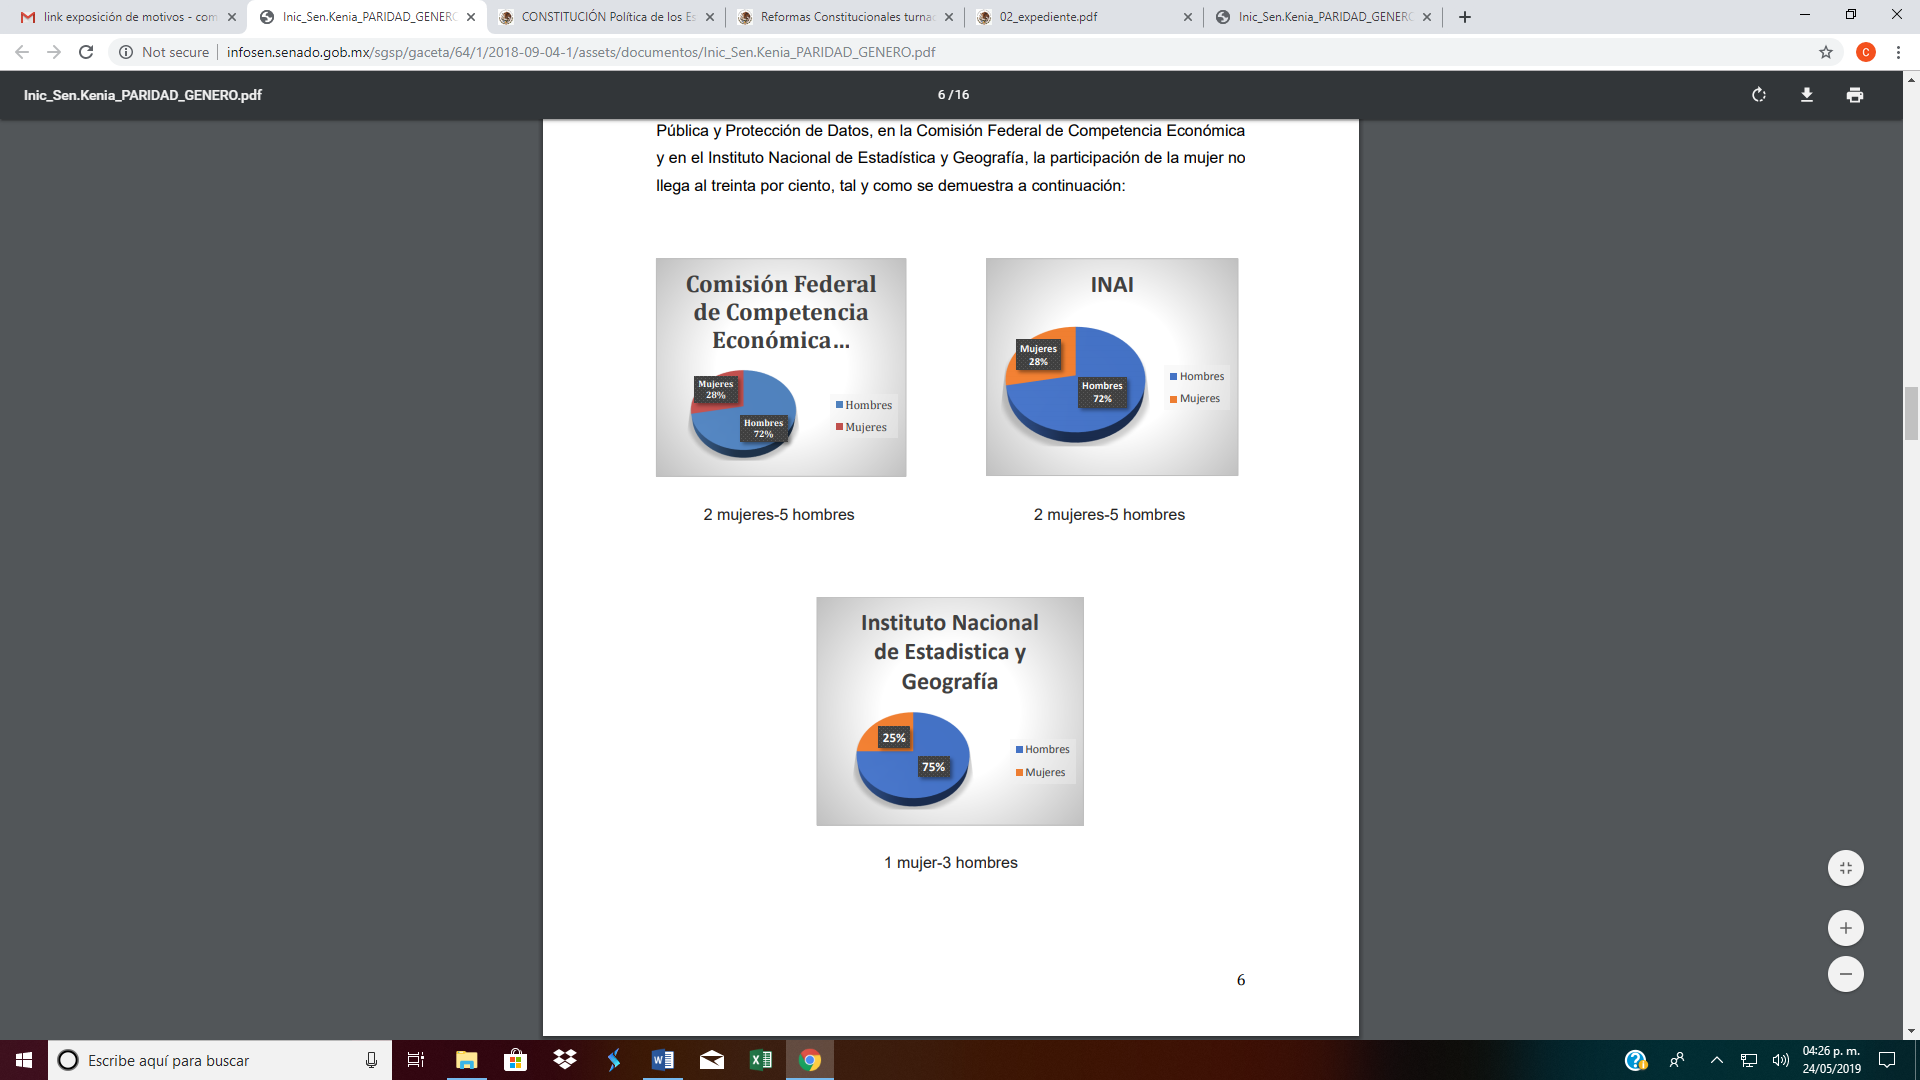 link exposición de motivos - com
Inic_Sen.Kenia_PARIDAD_GENERO
CONSTITUCIÓN Política de los Es
Reformas Constitucionales turna
02_expediente.pdf
Inic_Sen.Kenia_PARIDAD_GENERO
Not secure
infosen.senado.gob.mx/sgsp/gaceta/64/1/2018-09-04-1/assets/documentos/Inic_Sen.Kenia_PARIDAD_GENERO.pdf
C
Inic_Sen.Kenia_PARIDAD_GENERO.pdf
6 / 16
Pública y Protección de Datos, en la Comisión Federal de Competencia Económica
y en el Instituto Nacional de Estadística y Geografía, la participación de la mujer no
llega al treinta por ciento, tal y como se demuestra a continuación:
Comisión Federal
de Competencia
Económica...
Mujeres
28%
Hombres
72%
Hombres
Mujeres
INAI
Mujeres
28%
Hombres
72%
Hombres
Mujeres
2 mujeres-5 hombres
2 mujeres-5 hombres
Instituto Nacional
de Estadistica y
Geografía
25%
75%
Hombres
Mujeres
1 mujer-3 hombres
6
Escribe aquí para buscar
04:26 p. m.
24/05/2019